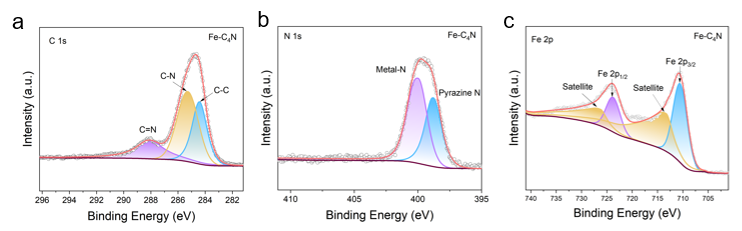 a
C 1s
Fe-C₄N
C-N
C-C
C=N
Intensity (a.u.)
296 294 292 290 288 286 284 282
Binding Energy (eV)
b
N 1s
Fe-C₄N
Metal-N
Pyrazine N
Intensity (a.u.)
410 405 400 395
Binding Energy (eV)
c
Fe 2p
Fe-C₄N
Fe 2p₃/₂
Fe 2p₁/₂
Satellite
Satellite
Intensity (a.u.)
740 735 730 725 720 715 710 705
Binding Energy (eV)